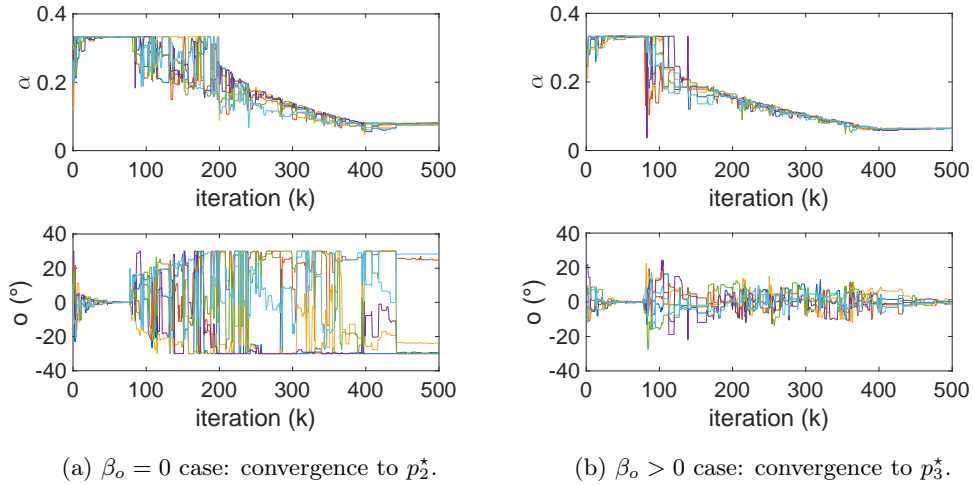 0.4
0.2
0
α
0 100 200 300 400 500
iteration (k)
0.4
0.2
0
α
0 100 200 300 400 500
iteration (k)
40
20
0
-20
-40
o (°)
0 100 200 300 400 500
iteration (k)
40
20
0
-20
-40
o (°)
0 100 200 300 400 500
iteration (k)
(a) βₒ = 0 case: convergence to p₂⋆.
(b) βₒ > 0 case: convergence to p₃⋆.